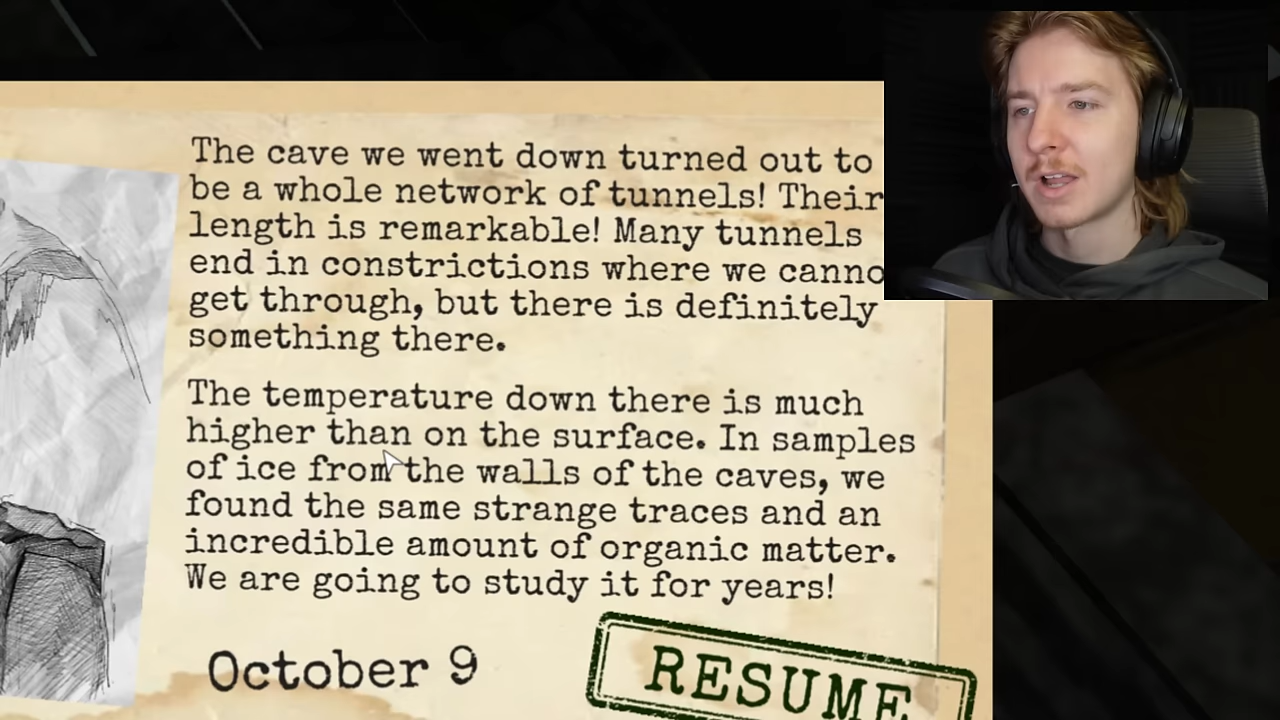 The cave we went down turned out to
be a whole network of tunnels! Their
length is remarkable! Many tunnels
end in constrictions where we canno
get through, but there is definitely
something there.
The temperature down there is much
higher than on the surface. In samples
of ice from the walls of the caves, we
found the same strange traces and an
incredible amount of organic matter.
We are going to study it for years!
October 9
RESUME